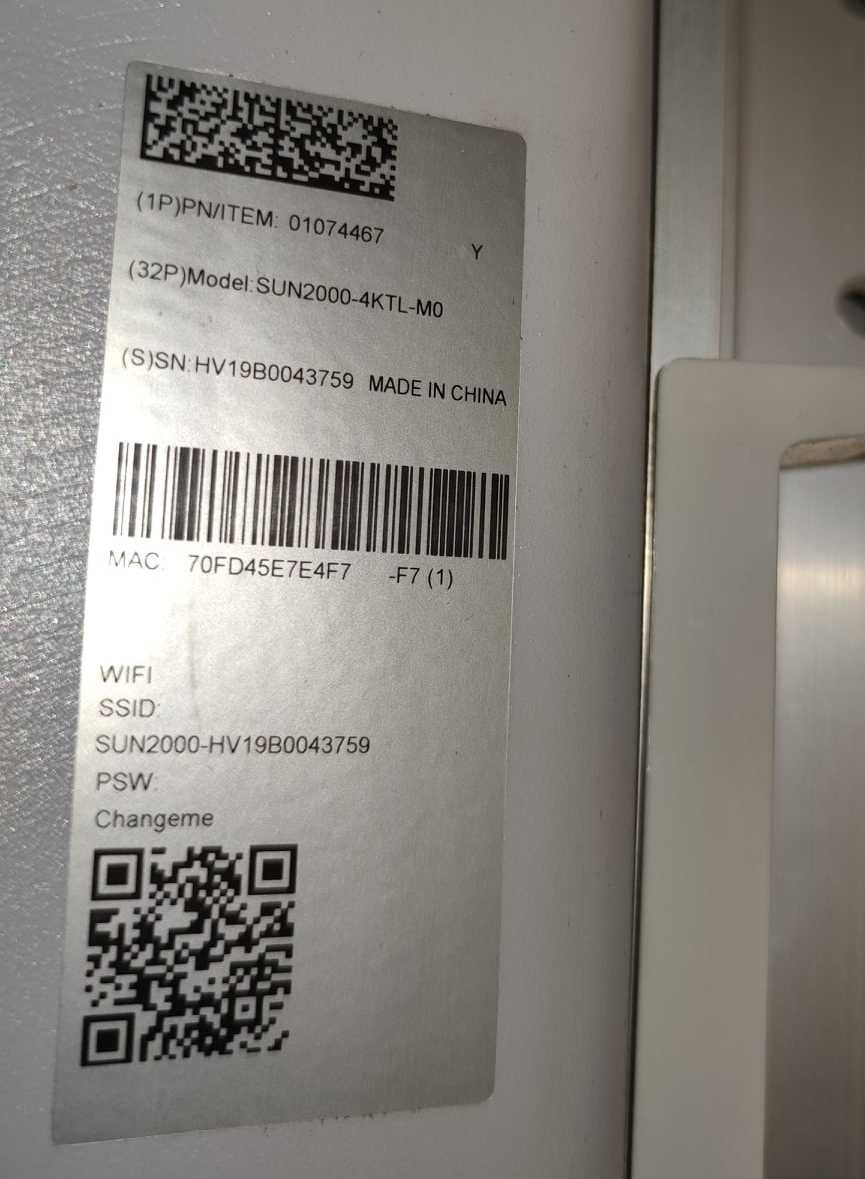 (1P)PN/ITEM: 01074467 Y
(32P)Model:SUN2000-4KTL-M0
(S)SN:HV19B0043759 MADE IN CHINA
MAC: 70FD45E7E4F7 -F7 (1)
WIFI
SSID:
SUN2000-HV19B0043759
PSW:
Changeme